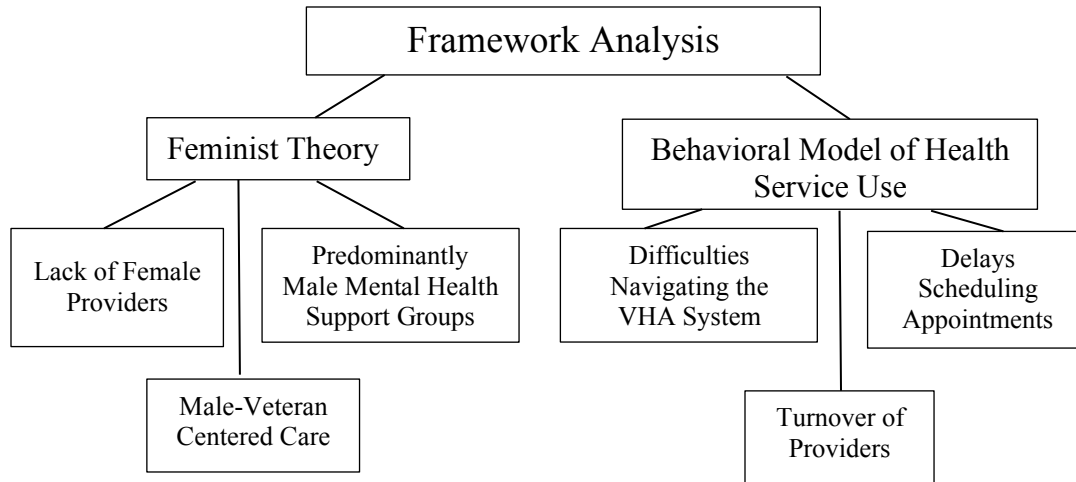 Framework Analysis
Feminist Theory
Behavioral Model of Health
Service Use
Lack of Female
Providers
Predominantly
Male Mental Health
Support Groups
Difficulties
Navigating the
VHA System
Delays
Scheduling
Appointments
Male-Veteran
Centered Care
Turnover of
Providers